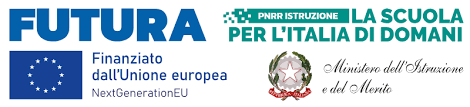 FUTURA
PNRR ISTRUZIONE
LA SCUOLA
PER L'ITALIA DI DOMANI
Finanziato
dall'Unione europea
NextGenerationEU
Ministero dell'Istruzione
e del Merito